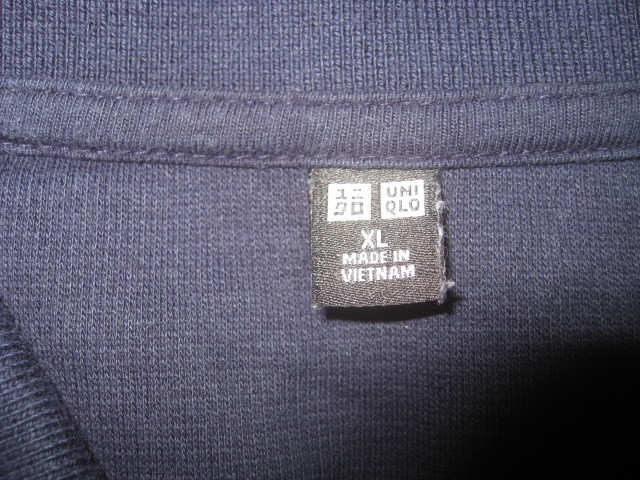 ユニ UNI
クロ QLO
XL
MADE IN
VIETNAM